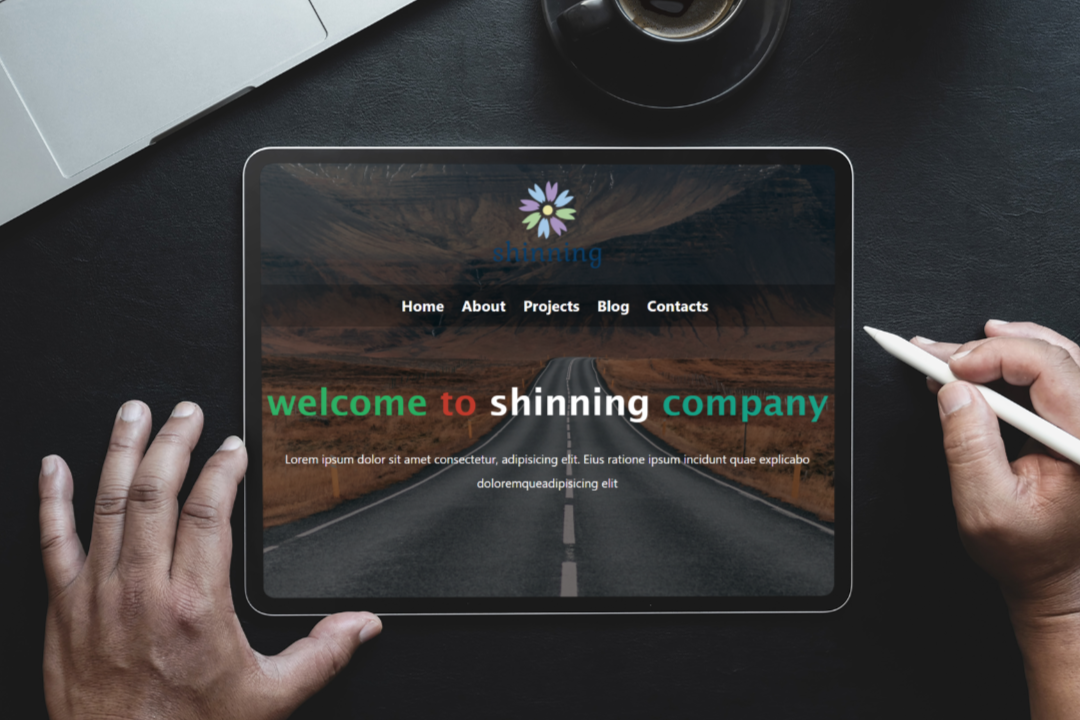 shinning
Home About Projects Blog Contacts
welcome to shinning company
Lorem ipsum dolor sit amet consectetur, adipisicing elit. Eius ratione ipsum incidunt quae explicabo
doloremqueadipisicing elit